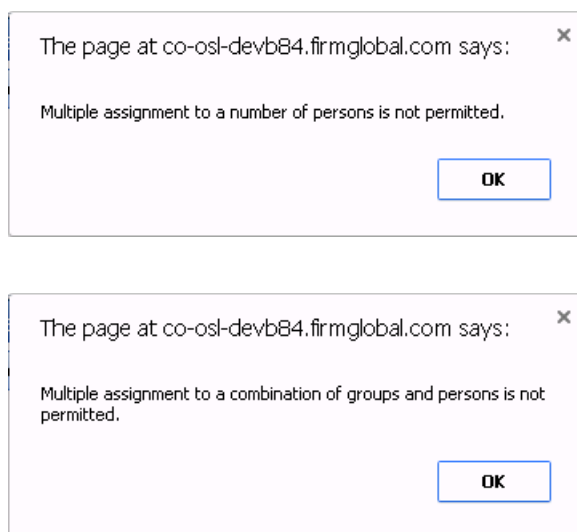 The page at co-osl-devb84.firmglobal.com says:
Multiple assignment to a number of persons is not permitted.
OK
The page at co-osl-devb84.firmglobal.com says:
Multiple assignment to a combination of groups and persons is not
permitted.
OK